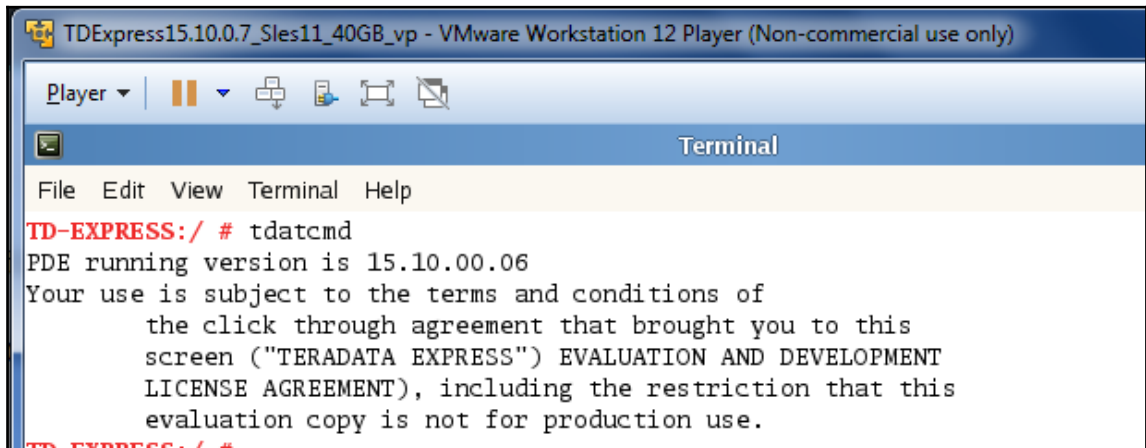 TDExpress15.10.0.7_Sles11_40GB_vp - VMware Workstation 12 Player (Non-commercial use only)
Player
Terminal
File Edit View Terminal Help
TD-EXPRESS:/ # tdatcmd
PDE running version is 15.10.00.06
Your use is subject to the terms and conditions of
the click through agreement that brought you to this
screen ("TERADATA EXPRESS") EVALUATION AND DEVELOPMENT
LICENSE AGREEMENT), including the restriction that this
evaluation copy is not for production use.
TD-EXPRESS:/ #